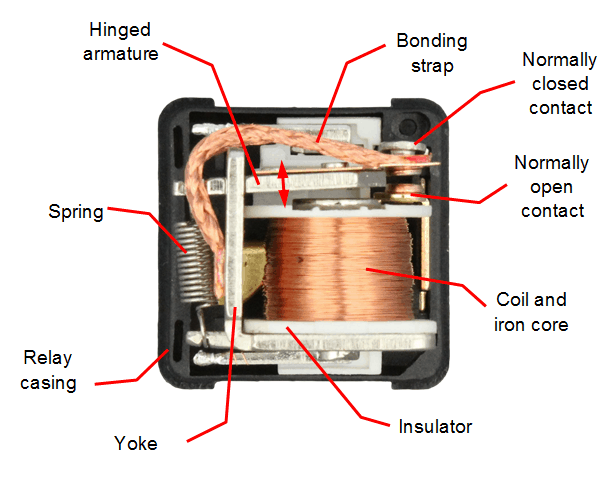 Hinged
armature
Bonding
strap
Normally
closed
contact
Normally
open
contact
Spring
Coil and
iron core
Relay
casing
Yoke
Insulator